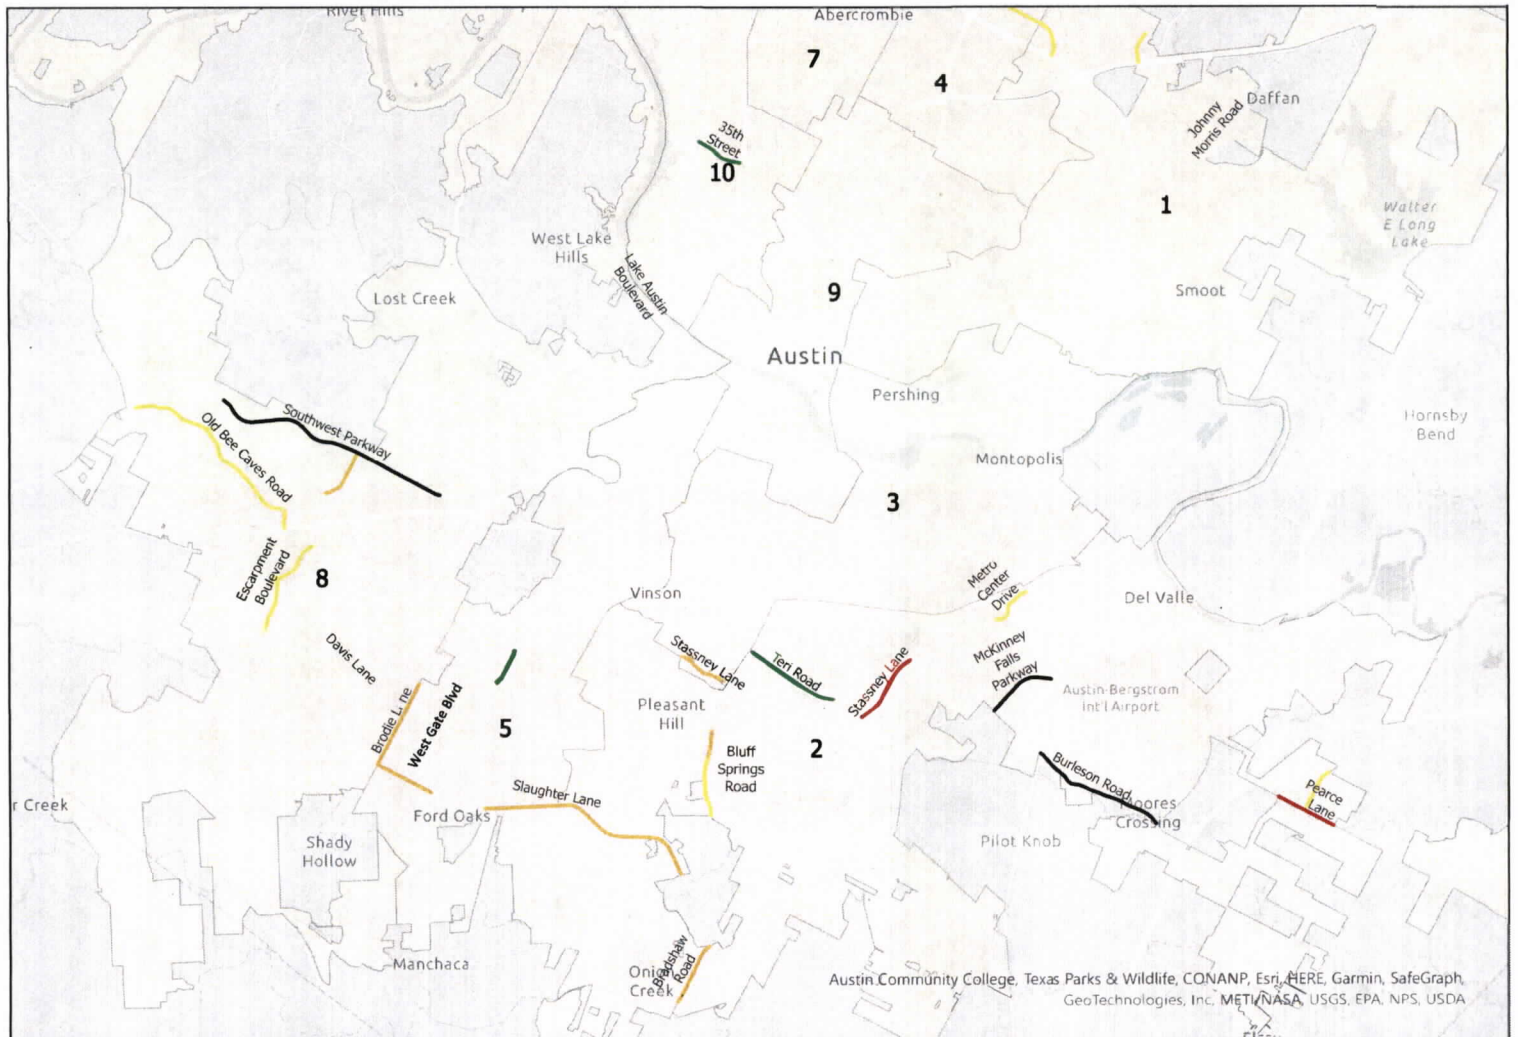 River Hills
Abercrombie
7
4
35th
Street
10
Johnny
Morris Road
Daffan
1
Walter
E Long
Lake
West Lake
Hills
Lost Creek
Lake Austin
Boulevard
9
Smoot
Austin
Pershing
Southwest Parkway
Old Bee Caves Road
Hornsby
Bend
Montopolis
3
Escarpment
Boulevard
8
Vinson
Metro
Center
Drive
Del Valle
Davis Lane
Stassney Lane
Teri Road
Stassney Lane
McKinney
Falls
Parkway
Austin-Bergstrom
Int'l Airport
Brodie L ne
West Gate Blvd
5
Pleasant
Hill
2
Bluff
Springs
Road
Burleson Road
Moores
Crossing
Pearce
Lane
r Creek
Slaughter Lane
Ford Oaks
Shady
Hollow
Pilot Knob
Manchaca
Onion
Creek
Bradshaw
Road
Austin Community College, Texas Parks & Wildlife, CONANP, Esri, HERE, Garmin, SafeGraph,
GeoTechnologies, Inc, METI/NASA, USGS, EPA, NPS, USDA